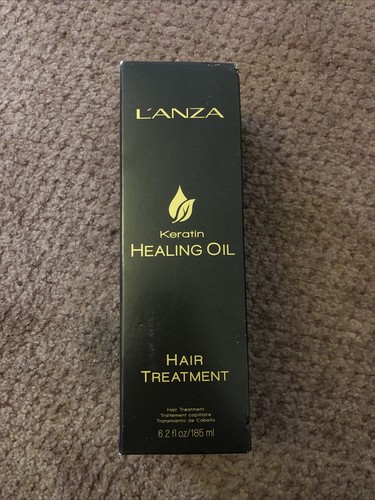 L'ANZA
Keratin
HEALING OIL
HAIR
TREATMENT
Hair Treatment
Traitement capillaire
Tratamiento de Cabello
6.2 fl oz/185 ml